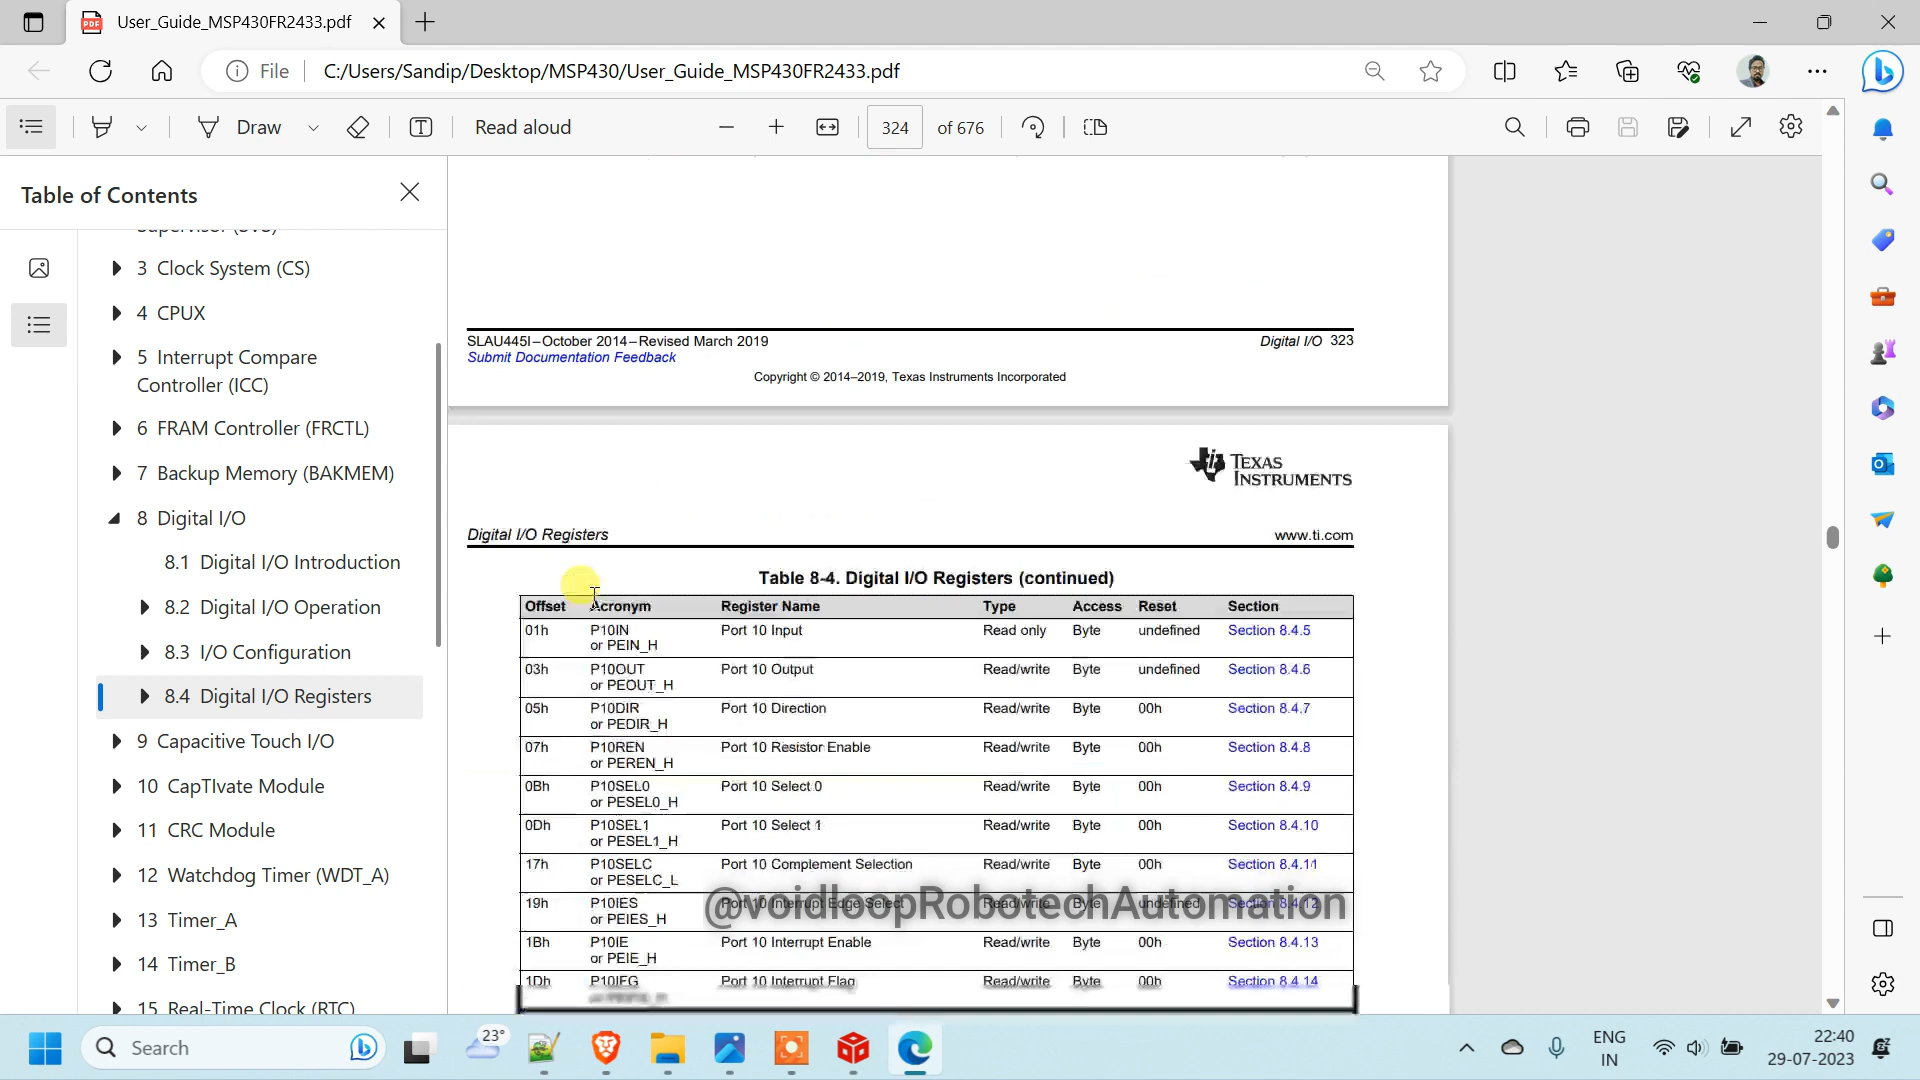 User_Guide_MSP430FR2433.pdf
File
C:/Users/Sandip/Desktop/MSP430/User_Guide_MSP430FR2433.pdf
Draw
Read aloud
324 of 676
Table of Contents
3 Clock System (CS)
4 CPUX
5 Interrupt Compare
Controller (ICC)
6 FRAM Controller (FRCTL)
7 Backup Memory (BAKMEM)
8 Digital I/O
8.1 Digital I/O Introduction
8.2 Digital I/O Operation
8.3 I/O Configuration
8.4 Digital I/O Registers
9 Capacitive Touch I/O
10 CapTIvate Module
11 CRC Module
12 Watchdog Timer (WDT_A)
13 Timer_A
14 Timer_B
15 Real-Time Clock (RTC)
SLAU445I–October 2014–Revised March 2019
Digital I/O 323
Submit Documentation Feedback
Copyright © 2014–2019, Texas Instruments Incorporated
TEXAS
INSTRUMENTS
Digital I/O Registers
www.ti.com
Table 8-4. Digital I/O Registers (continued)
Offset Acronym Register Name Type Access Reset Section
01h P10IN Port 10 Input Read only Byte undefined Section 8.4.5
or PEIN_H
03h P10OUT Port 10 Output Read/write Byte undefined Section 8.4.6
or PEOUT_H
05h P10DIR Port 10 Direction Read/write Byte 00h Section 8.4.7
or PEDIR_H
07h P10REN Port 10 Resistor Enable Read/write Byte 00h Section 8.4.8
or PEREN_H
0Bh P10SEL0 Port 10 Select 0 Read/write Byte 00h Section 8.4.9
or PESEL0_H
0Dh P10SEL1 Port 10 Select 1 Read/write Byte 00h Section 8.4.10
or PESEL1_H
17h P10SELC Port 10 Complement Selection Read/write Byte 00h Section 8.4.11
or PESELC_L
19h P10IES Port 10 Interrupt Edge Select Read/write Byte undefined Section 8.4.12
or PEIES_H
@voidloopRobotechAutomation
1Bh P10IE Port 10 Interrupt Enable Read/write Byte 00h Section 8.4.13
or PEIE_H
1Dh P10IFG Port 10 Interrupt Flag Read/write Byte 00h Section 8.4.14
Search
23°
ENG
IN
22:40
29-07-2023